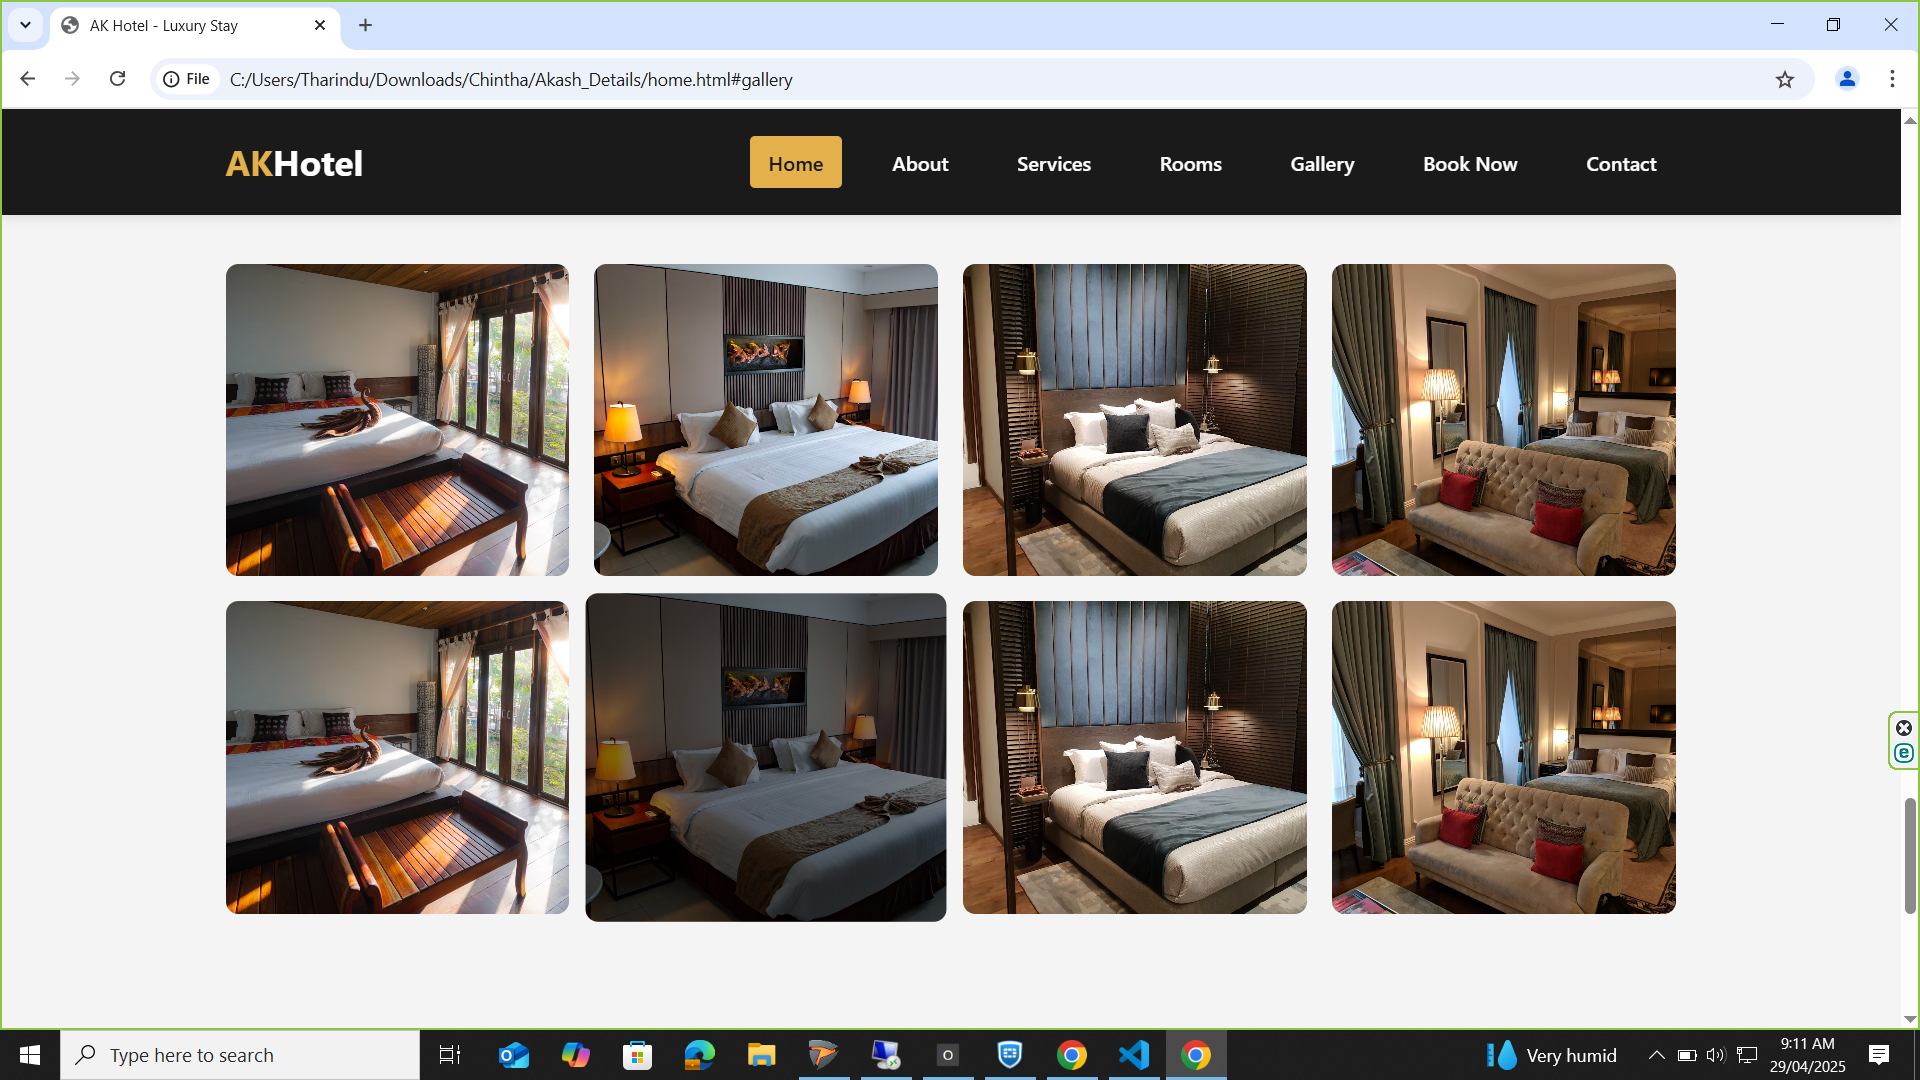 AK Hotel - Luxury Stay
File
C:/Users/Tharindu/Downloads/Chintha/Akash_Details/home.html#gallery
AKHotel
Home
About
Services
Rooms
Gallery
Book Now
Contact
Type here to search
Very humid
9:11 AM
29/04/2025